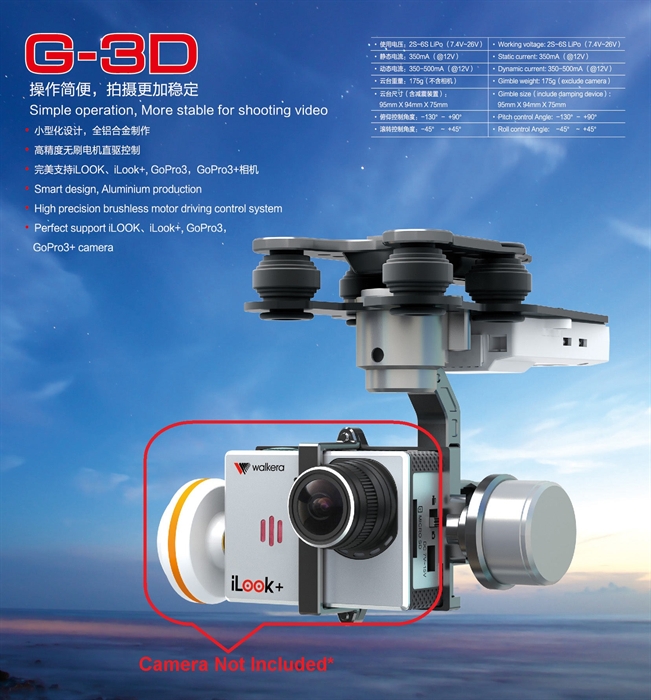 G-3D
操作简便，拍摄更加稳定
Simple operation, More stable for shooting video
• 小型化设计，全铝合金制作
• 高精度无刷电机直驱控制
• 完美支持iLOOK、iLook+, GoPro3，GoPro3+相机
• Smart design, Aluminium production
• High precision brushless motor driving control system
• Perfect support iLOOK、iLook+, GoPro3，
GoPro3+ camera
• 使用电压：2S-6S LiPo（7.4V~26V）
• 静态电流：350mA（@12V）
• 动态电流：350-500mA（@12V）
• 云台重量：175g（不含相机）
• 云台尺寸（含减震装置）：
95mm X 94mm X 75mm
• 俯仰控制角度：-130° - +90°
• 滚转控制角度：-45° - +45°
• Working voltage: 2S-6S LiPo（7.4V~26V）
• Static current: 350mA（@12V）
• Dynamic current: 350-500mA（@12V）
• Gimble weight: 175g（exclude camera）
• Gimble size（include damping device）:
95mm X 94mm X 75mm
• Pitch control Angle: -130° - +90°
• Roll control Angle: -45° - +45°
walkera
iLook+
MICRO SD
DC 7V-15V
Camera Not Included*